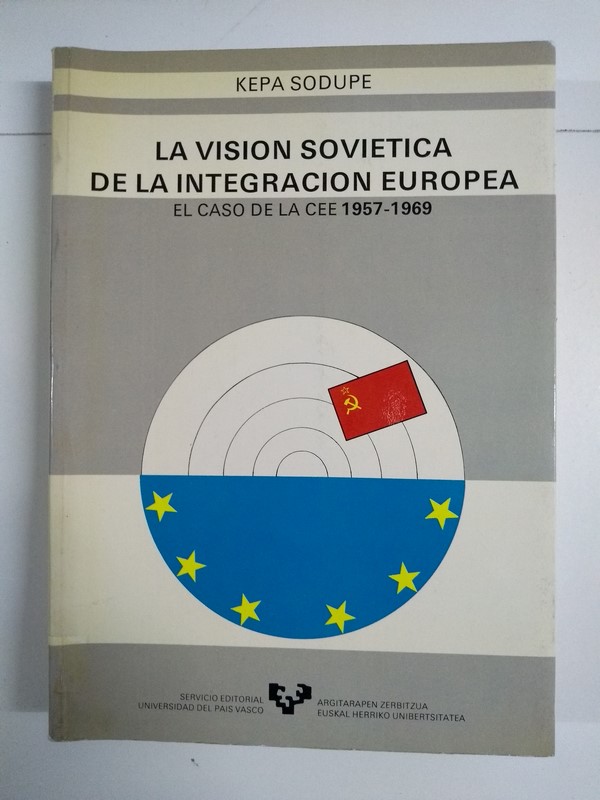 KEPA SODUPE
LA VISION SOVIETICA
DE LA INTEGRACION EUROPEA
EL CASO DE LA CEE 1957-1969
SERVICIO EDITORIAL
UNIVERSIDAD DEL PAIS VASCO
ARGITARAPEN ZERBITZUA
EUSKAL HERRIKO UNIBERTSITATEA